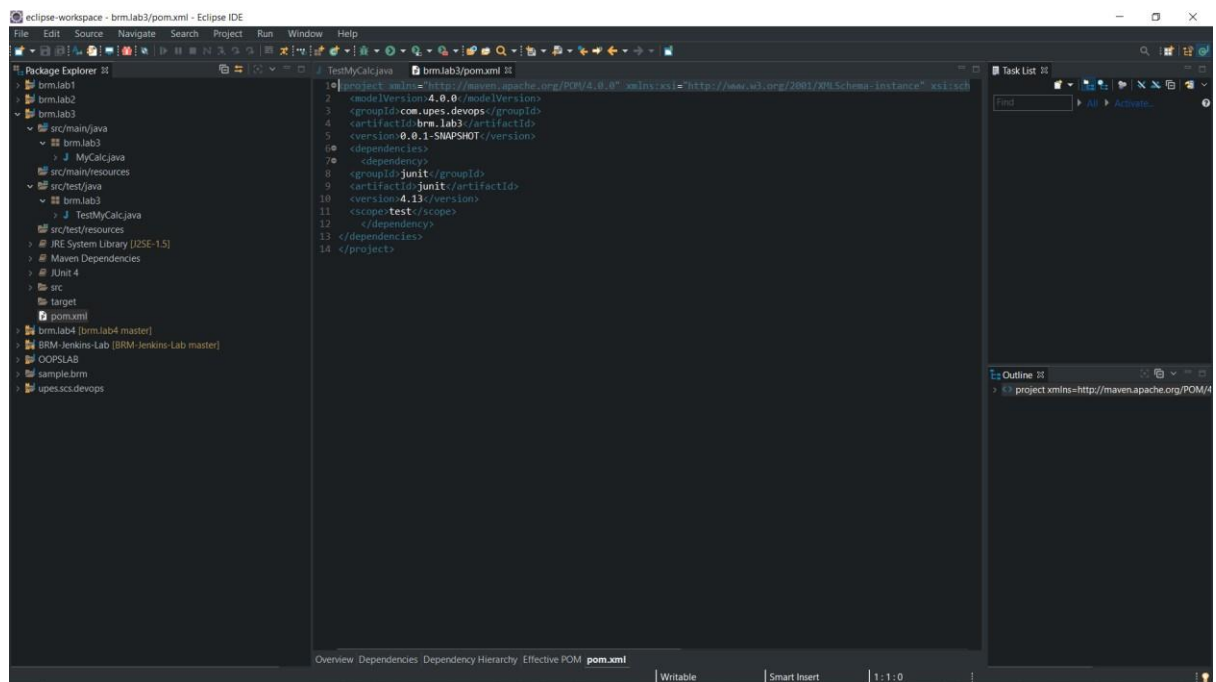 eclipse-workspace - brm.lab3/pom.xml - Eclipse IDE
File Edit Source Navigate Search Project Run Window Help
Package Explorer
brm.lab1
brm.lab2
brm.lab3
src/main/java
brm.lab3
MyCalc.java
src/main/resources
src/test/java
brm.lab3
TestMyCalc.java
src/test/resources
JRE System Library [J2SE-1.5]
Maven Dependencies
JUnit 4
src
target
pom.xml
brm.lab4 [brm.lab4 master]
BRM-Jenkins-Lab [BRM-Jenkins-Lab master]
OOPSLAB
sample.brm
upes.scs.devops
TestMyCalc.java brm.lab3/pom.xml
1 <project xmlns="http://maven.apache.org/POM/4.0.0" xmlns:xsi="http://www.w3.org/2001/XMLSchema-instance" xsi:sch
2 <modelVersion>4.0.0</modelVersion>
3 <groupId>com.upes.devops</groupId>
4 <artifactId>brm.lab3</artifactId>
5 <version>0.0.1-SNAPSHOT</version>
6 <dependencies>
7 <dependency>
8 <groupId>junit</groupId>
9 <artifactId>junit</artifactId>
10 <version>4.13</version>
11 <scope>test</scope>
12 </dependency>
13 </dependencies>
14 </project>
Overview Dependencies Dependency Hierarchy Effective POM pom.xml
Task List
Find All Activate...
Outline
project xmlns=http://maven.apache.org/POM/4
Writable Smart Insert 1 : 1 : 0